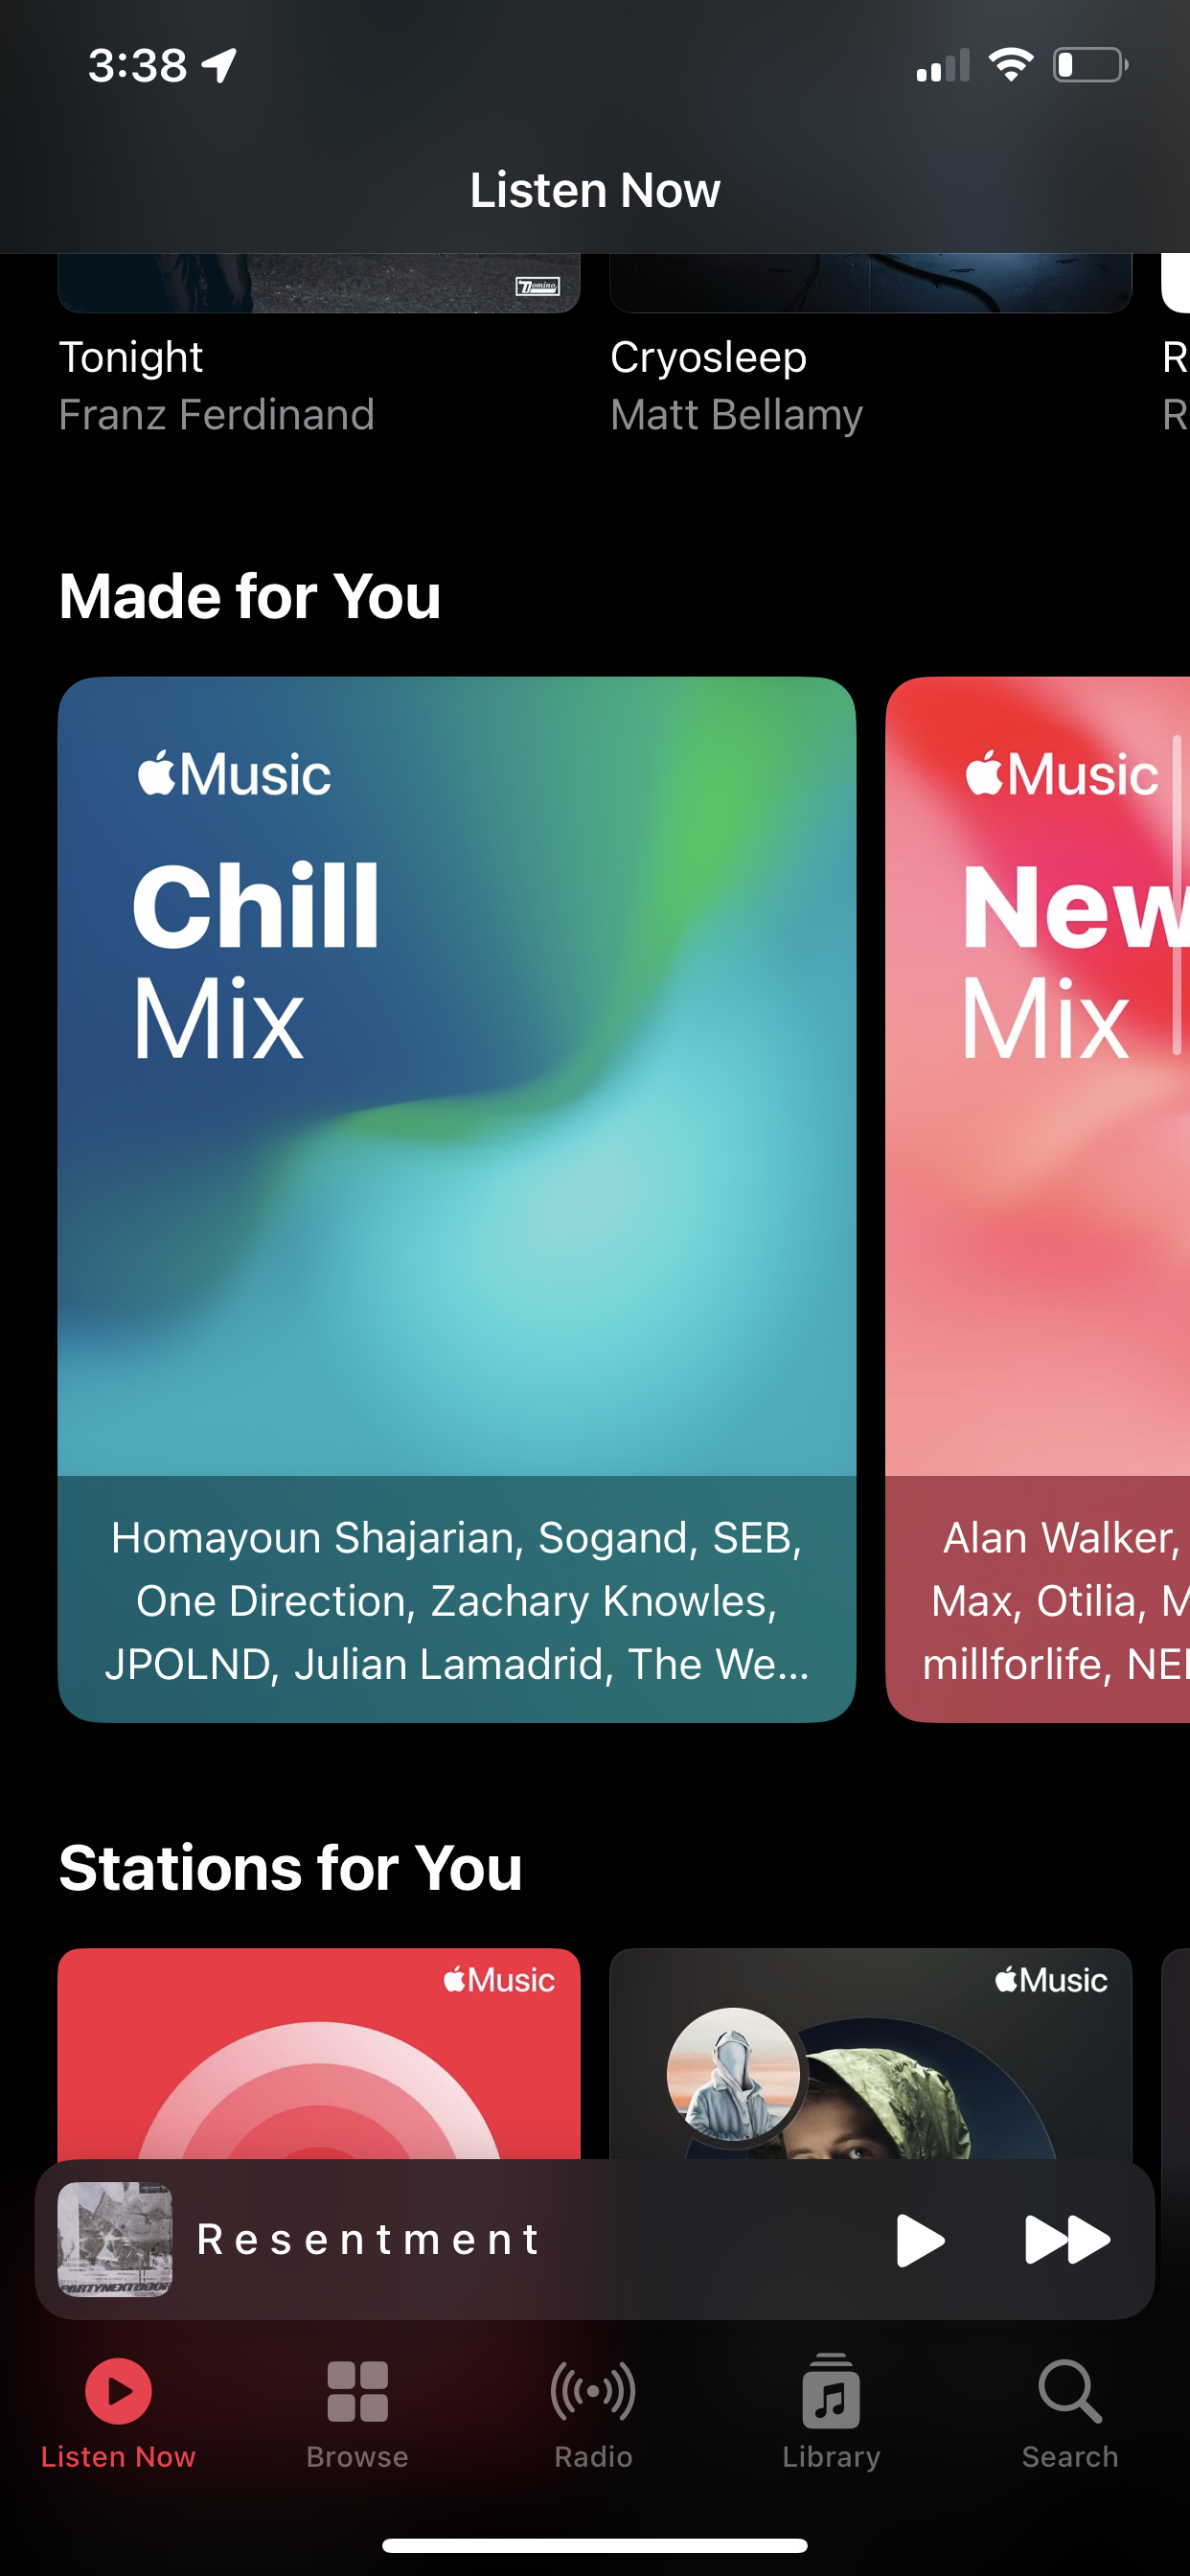 3:38
Listen Now
Domino
Tonight
Cryosleep
R
Franz Ferdinand
Matt Bellamy
R
Made for You
Music
Chill
Mix
Homayoun Shajarian, Sogand, SEB,
One Direction, Zachary Knowles,
JPOLND, Julian Lamadrid, The We...
Music
New
Mix
Alan Walker,
Max, Otilia, M
millforlife, NE
Stations for You
Music
Music
PARTYNEXTDOOR
Resentment
Listen Now
Browse
Radio
Library
Search